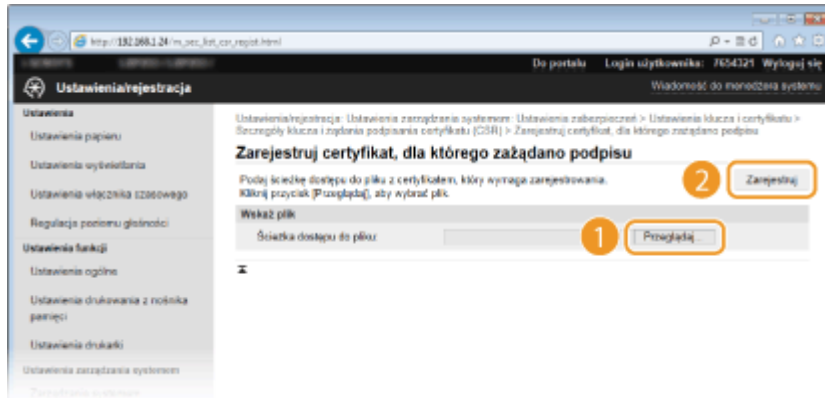 http://192.168.1.24/m_sec_list_csr_regist.html
Do portalu Login użytkownika: 7654321 Wyloguj się
Ustawienia/rejestracja
Wiadomość do menedżera systemu
Ustawienia
Ustawienia papieru
Ustawienia wyświetlania
Ustawienia włącznika czasowego
Regulacja poziomu głośności
Ustawienia funkcji
Ustawienia ogólne
Ustawienia drukowania z nośnika
pamięci
Ustawienia drukarki
Ustawienia zarządzania systemem
Zarządzanie systemem
Ustawienia/rejestracja: Ustawienia zarządzania systemem: Ustawienia zabezpieczeń > Ustawienia klucza i certyfikatu >
Szczegóły klucza i żądania podpisania certyfikatu (CSR) > Zarejestruj certyfikat, dla którego zażądano podpisu
Zarejestruj certyfikat, dla którego zażądano podpisu
Podaj ścieżkę dostępu do pliku z certyfikatem, który wymaga zarejestrowania.
Kliknij przycisk [Przeglądaj], aby wybrać plik.
2
Zarejestruj
Wskaż plik
Ścieżka dostępu do pliku:
1
Przeglądaj...